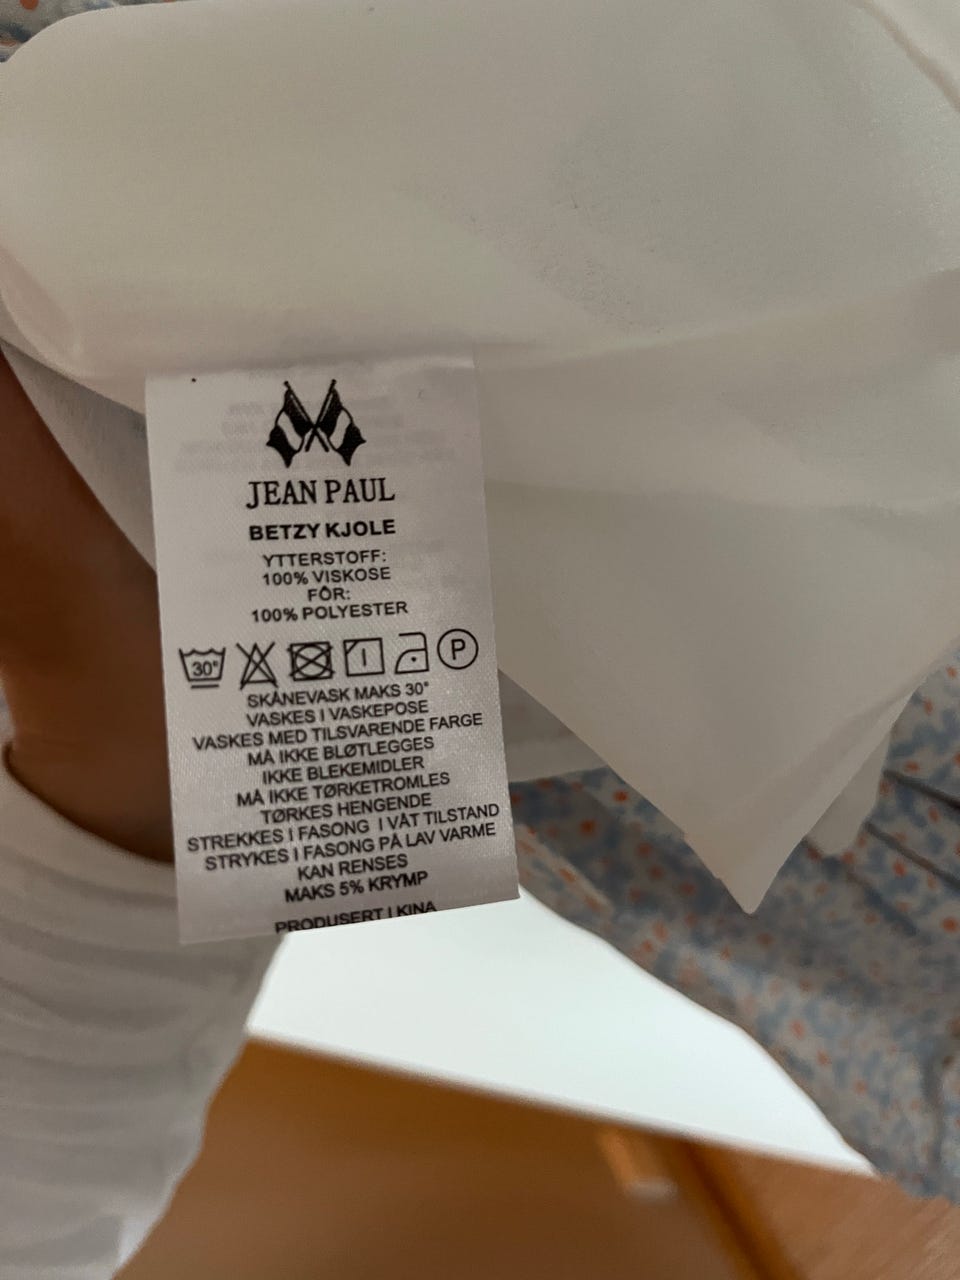 JEAN PAUL
BETZY KJOLE
YTTERSTOFF:
100% VISKOSE
FÔR:
100% POLYESTER
30° I P
SKÅNEVASK MAKS 30°
VASKES I VASKEPOSE
VASKES MED TILSVARENDE FARGE
MÅ IKKE BLØTLEGGES
IKKE BLEKEMIDLER
MÅ IKKE TØRKETROMLES
TØRKES HENGENDE
STREKKES I FASONG I VÅT TILSTAND
STRYKES I FASONG PÅ LAV VARME
KAN RENSES
MAKS 5% KRYMP
PRODUSERT I KINA